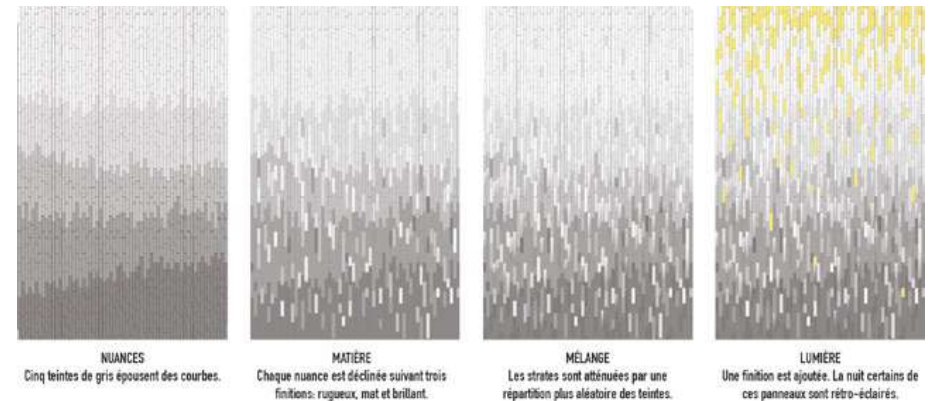 NUANCES
Cinq teintes de gris épousent des courbes.
MATIÈRE
Chaque nuance est déclinée suivant trois
finitions: rugueux, mat et brillant.
MÉLANGE
Les strates sont atténuées par une
répartition plus aléatoire des teintes.
LUMIÈRE
Une finition est ajoutée. La nuit certains de
ces panneaux sont rétro-éclairés.